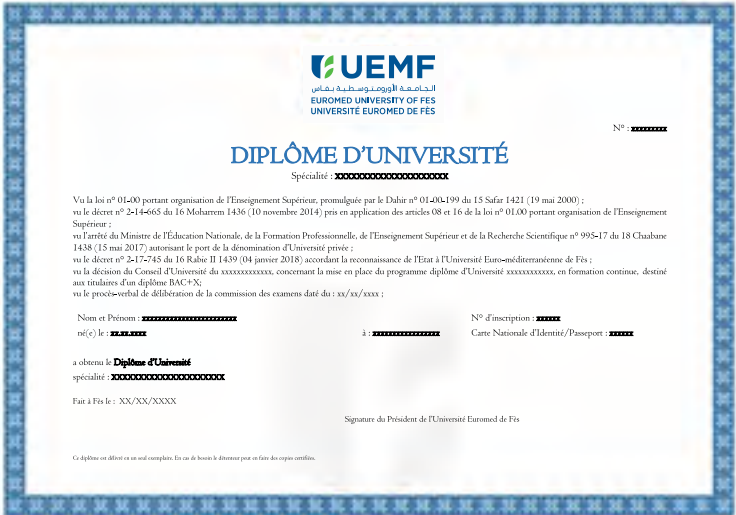 UEMF
الجامعة الأورومتوسطية بفاس
EUROMED UNIVERSITY OF FES
UNIVERSITÉ EUROMED DE FÈS
N° : xxxxxxxxx
DIPLÔME D'UNIVERSITÉ
Spécialité : XXXXXXXXXXXXXXXXXXXXXX
Vu la loi n° 01-00 portant organisation de l'Enseignement Supérieur, promulguée par le Dahir n° 01-00-199 du 15 Safar 1421 (19 mai 2000) ;
vu le décret n° 2-14-665 du 16 Moharrem 1436 (10 novembre 2014) pris en application des articles 08 et 16 de la loi n° 01.00 portant organisation de l'Enseignement
Supérieur ;
vu l'arrêté du Ministre de l'Éducation Nationale, de la Formation Professionnelle, de l'Enseignement Supérieur et de la Recherche Scientifique n° 995-17 du 18 Chaabane
1438 (15 mai 2017) autorisant le port de la dénomination d'Université privée ;
vu le décret n° 2-17-745 du 16 Rabie II 1439 (04 janvier 2018) accordant la reconnaissance de l'Etat à l'Université Euro-méditerranéenne de Fès ;
vu la décision du Conseil d'Université du xxxxxxxxxxxxx, concernant la mise en place du programme diplôme d'Université xxxxxxxxxxxx, en formation continue, destiné
aux titulaires d'un diplôme BAC+X;
vu le procès-verbal de délibération de la commission des examens daté du : xx/xx/xxxx ;
Nom et Prénom : xxxxxxxxxxxxxxxxxxxxxxxx N° d'inscription : xxxxxx
né(e) le : xx.xx.xxxx à : xxxxxxxxxxxxxxxxx Carte Nationale d'Identité/Passeport : xxxxxx
a obtenu le Diplôme d'Université
spécialité : XXXXXXXXXXXXXXXXXXXXXX
Fait à Fès le : XX/XX/XXXX
Signature du Président de l'Université Euromed de Fès
Ce diplôme est délivré en un seul exemplaire. En cas de besoin le détenteur peut en faire des copies certifiées.